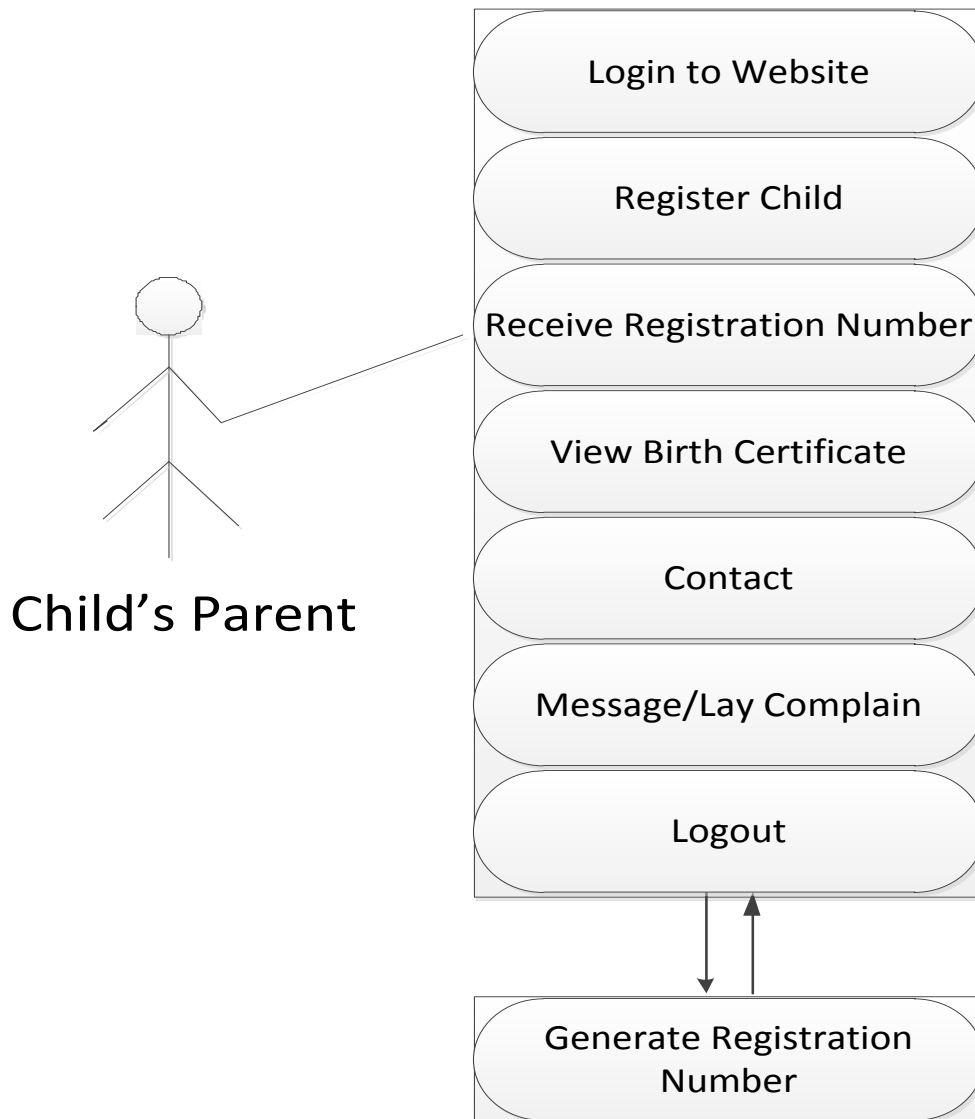 Login to Website
Register Child
Receive Registration Number
View Birth Certificate
Contact
Child's Parent
Message/Lay Complain
Logout
Generate Registration
Number